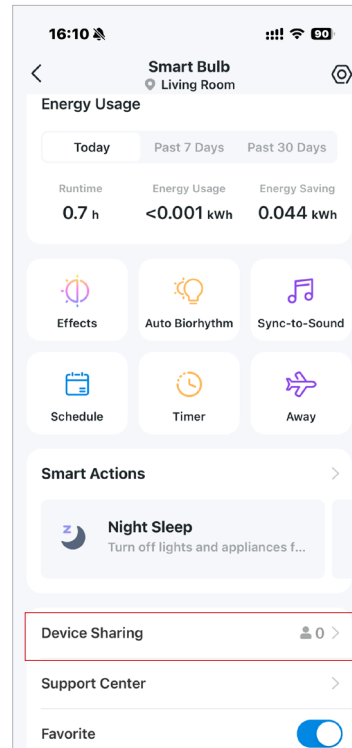 16:10
90
Smart Bulb
Living Room
Energy Usage
Today Past 7 Days Past 30 Days
Runtime Energy Usage Energy Saving
0.7 h <0.001 kWh 0.044 kWh
Effects Auto Biorhythm Sync-to-Sound
Schedule Timer Away
Smart Actions
Night Sleep
Turn off lights and appliances f...
Device Sharing 0
Support Center
Favorite